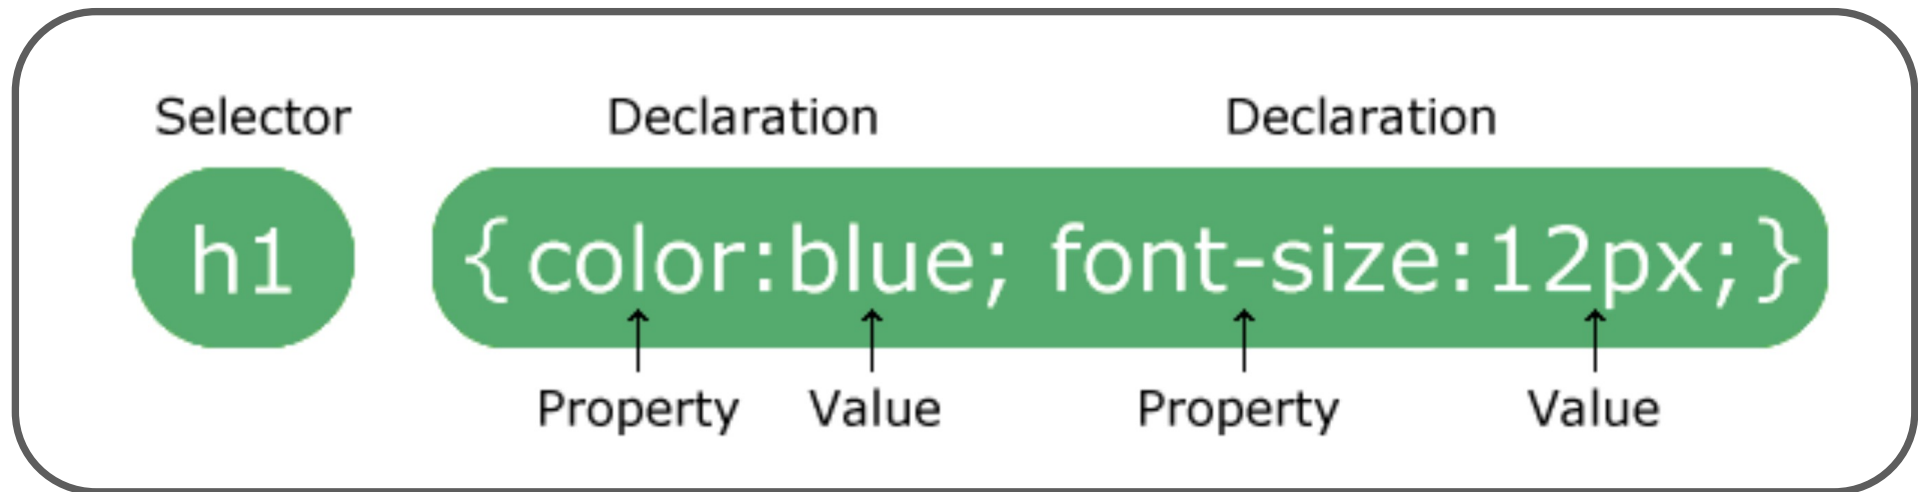 Selector Declaration Declaration
h1 {color:blue; font-size:12px;}
Property Value Property Value